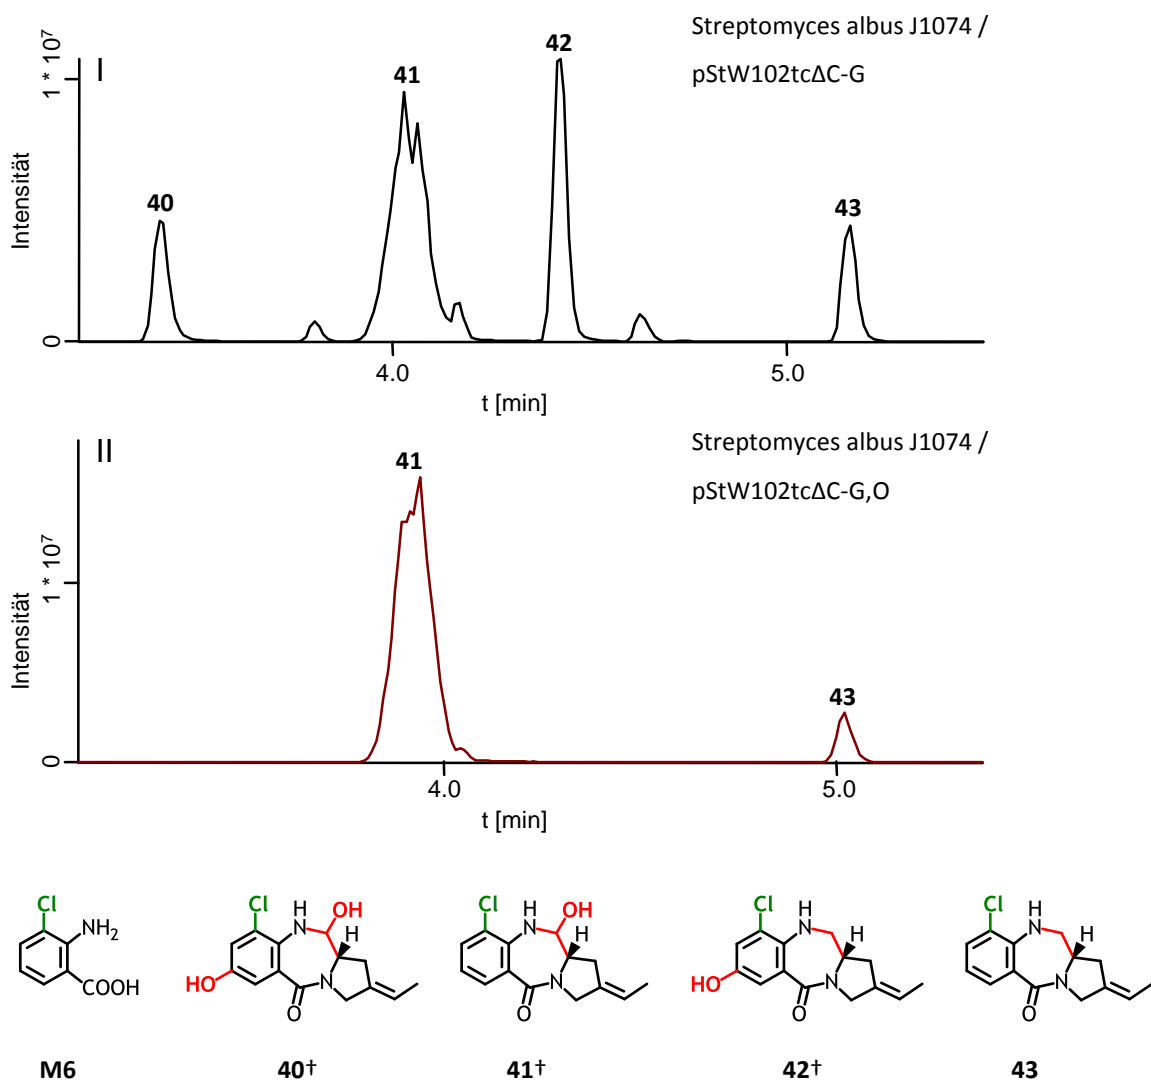 Streptomyces albus J1074 /
pStW102tcΔC-G
I
40
41
42
43
1 * 10⁷
0
Intensität
4.0
5.0
t [min]
Streptomyces albus J1074 /
pStW102tcΔC-G,O
II
41
43
1 * 10⁷
0
Intensität
4.0
5.0
t [min]
Cl
NH₂
COOH
Cl
H
N
OH
H
HO
N
O
Cl
H
N
OH
H
N
O
Cl
H
N
H
HO
N
O
Cl
H
N
H
N
O
M6
40†
41†
42†
43